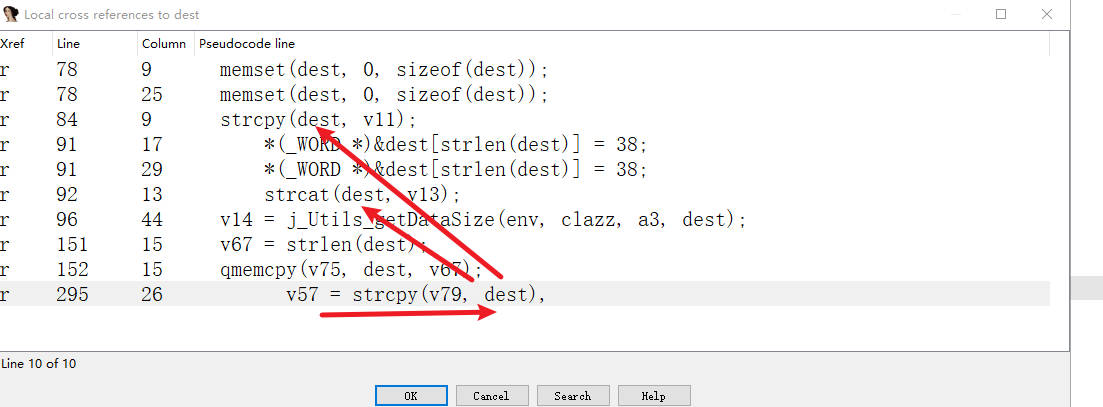 Local cross references to dest
Xref Line Column Pseudocode line
r 78 9 memset(dest, 0, sizeof(dest));
r 78 25 memset(dest, 0, sizeof(dest));
r 84 9 strcpy(dest, v11);
r 91 17 *(_WORD *)&dest[strlen(dest)] = 38;
r 91 29 *(_WORD *)&dest[strlen(dest)] = 38;
r 92 13 strcat(dest, v13);
r 96 44 v14 = j_Utils_getDataSize(env, clazz, a3, dest);
r 151 15 v67 = strlen(dest);
r 152 15 qmemcpy(v75, dest, v67);
r 295 26 v57 = strcpy(v79, dest),
Line 10 of 10
OK Cancel Search Help